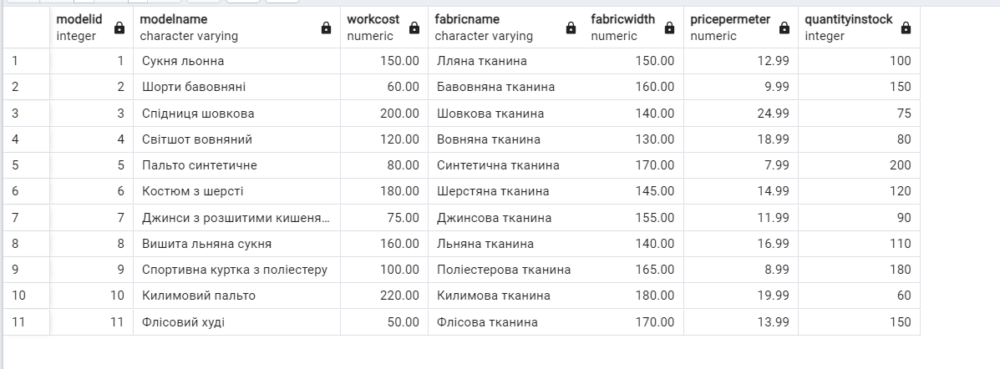 modelid modelname workcost fabricname fabricwidth pricepermeter quantityinstock
integer character varying numeric character varying numeric numeric integer
1 1 Сукня льонна 150.00 Лляна тканина 150.00 12.99 100
2 2 Шорти бавовняні 60.00 Бавовняна тканина 160.00 9.99 150
3 3 Спідниця шовкова 200.00 Шовкова тканина 140.00 24.99 75
4 4 Світшот вовняний 120.00 Вовняна тканина 130.00 18.99 80
5 5 Пальто синтетичне 80.00 Синтетична тканина 170.00 7.99 200
6 6 Костюм з шерсті 180.00 Шерстяна тканина 145.00 14.99 120
7 7 Джинси з розшитими кишеня… 75.00 Джинсова тканина 155.00 11.99 90
8 8 Вишита льняна сукня 160.00 Льняна тканина 140.00 16.99 110
9 9 Спортивна куртка з поліестеру 100.00 Поліестерова тканина 165.00 8.99 180
10 10 Килимовий пальто 220.00 Килимова тканина 180.00 19.99 60
11 11 Флісовий худі 50.00 Флісова тканина 170.00 13.99 150